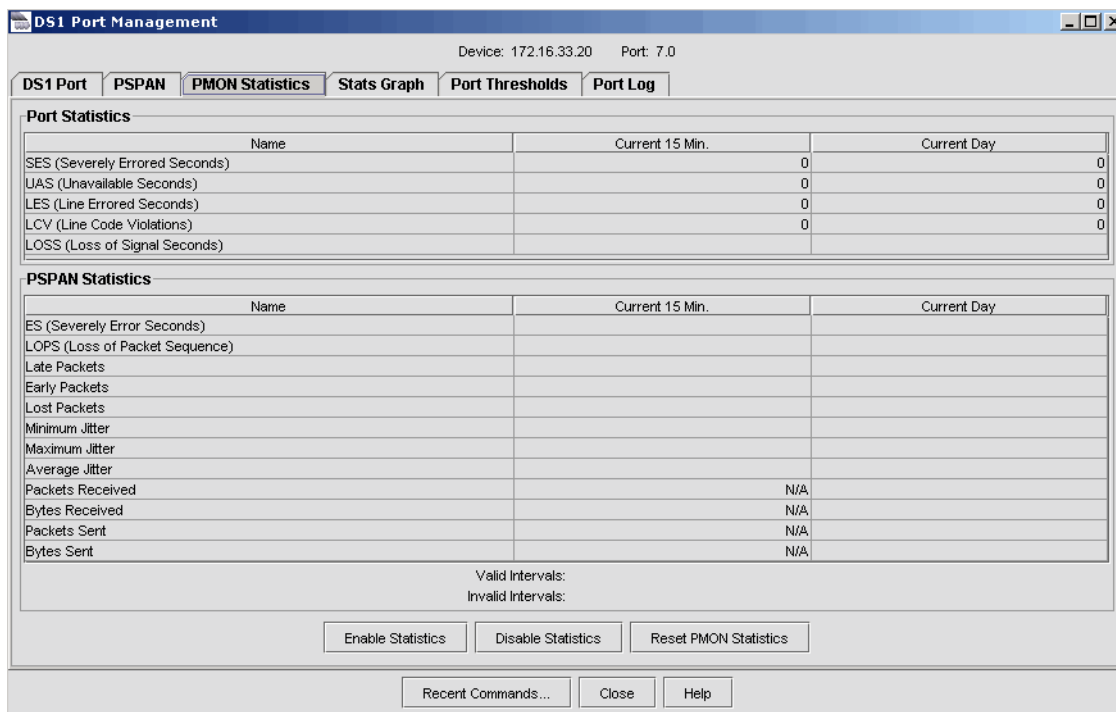 DS1 Port Management
Device: 172.16.33.20 Port: 7.0
DS1 Port PSPAN PMON Statistics Stats Graph Port Thresholds Port Log
Port Statistics
Name Current 15 Min. Current Day
SES (Severely Errored Seconds) 0 0
UAS (Unavailable Seconds) 0 0
LES (Line Errored Seconds) 0 0
LCV (Line Code Violations) 0 0
LOSS (Loss of Signal Seconds)
PSPAN Statistics
Name Current 15 Min. Current Day
ES (Severely Error Seconds)
LOPS (Loss of Packet Sequence)
Late Packets
Early Packets
Lost Packets
Minimum Jitter
Maximum Jitter
Average Jitter
Packets Received N/A
Bytes Received N/A
Packets Sent N/A
Bytes Sent N/A
Valid Intervals:
Invalid Intervals:
Enable Statistics Disable Statistics Reset PMON Statistics
Recent Commands... Close Help